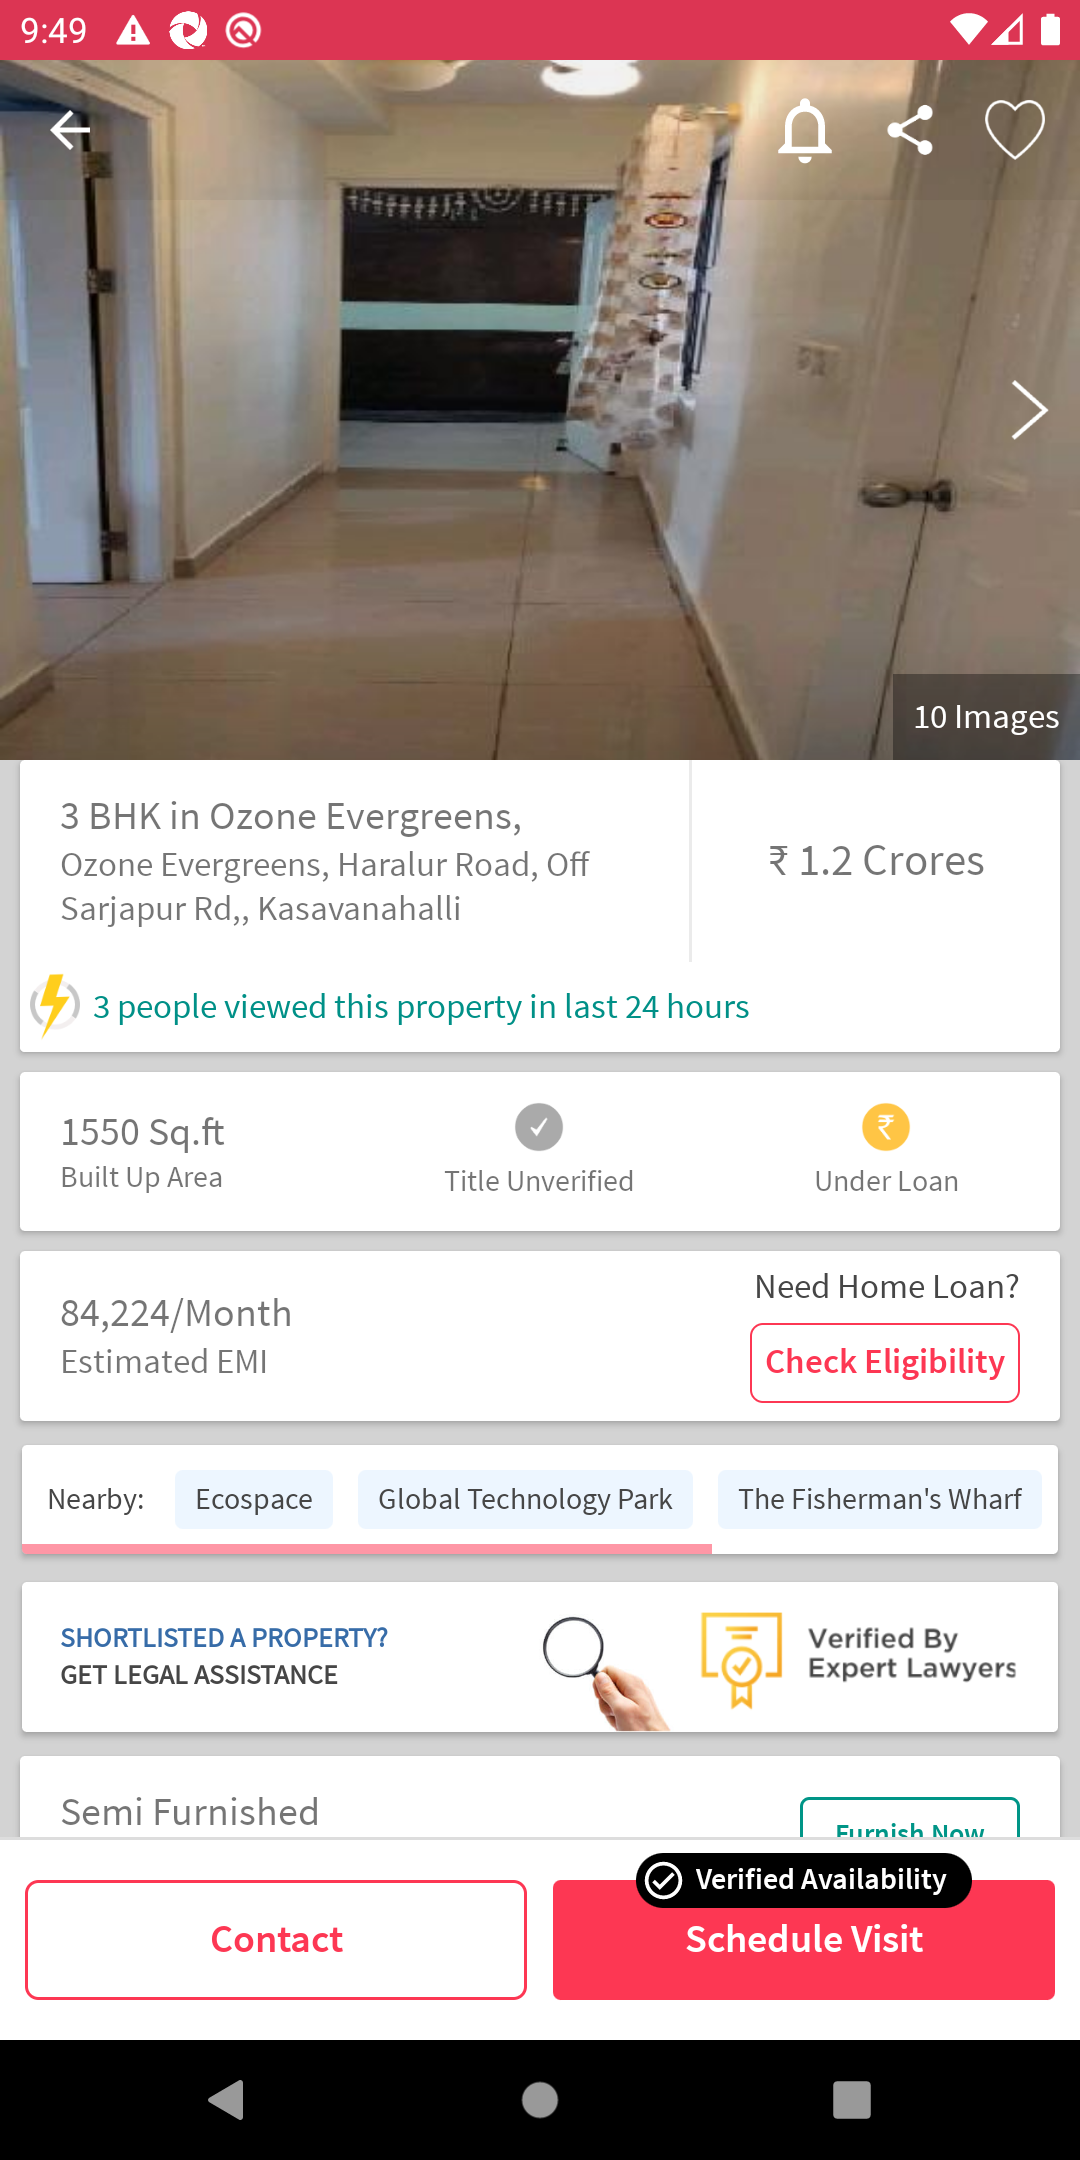 9:49
10 Images
3 BHK in Ozone Evergreens,
₹ 1.2 Crores
Ozone Evergreens, Haralur Road, Off
Sarjapur Rd,, Kasavanahalli
3 people viewed this property in last 24 hours
1550 Sq.ft
Built Up Area
Title Unverified
₹
Under Loan
84,224/Month
Estimated EMI
Need Home Loan?
Check Eligibility
Nearby:
Ecospace
Global Technology Park
The Fisherman's Wharf
SHORTLISTED A PROPERTY?
GET LEGAL ASSISTANCE
Verified By
Expert Lawyers
Semi Furnished
Furnish Now
Verified Availability
Contact
Schedule Visit